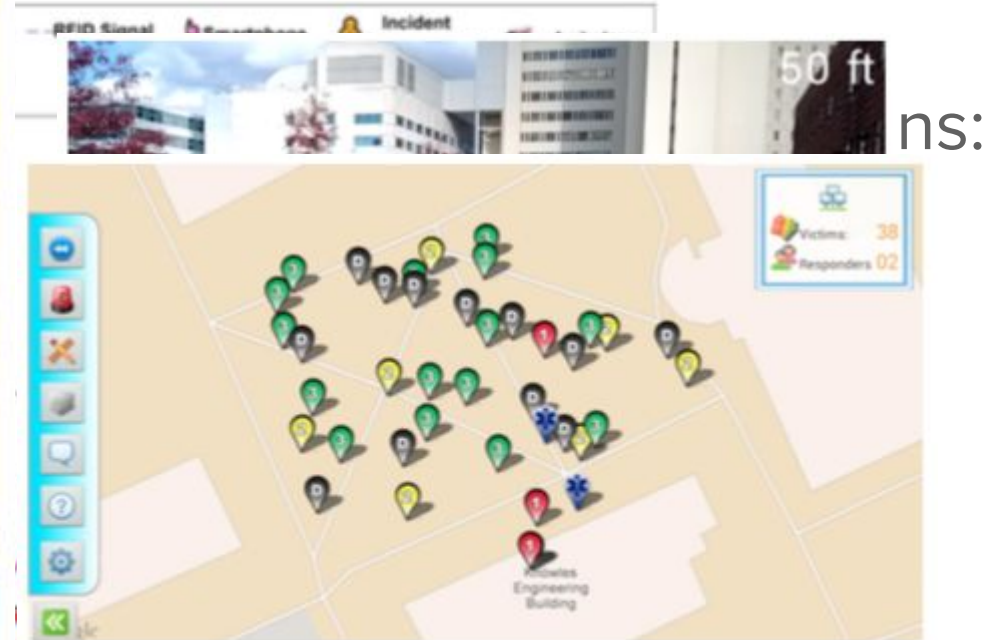 RFID Signal Smartphone Incident
50 ft
ns:
Victims: 38
Responders 02
Knowles
Engineering
Building